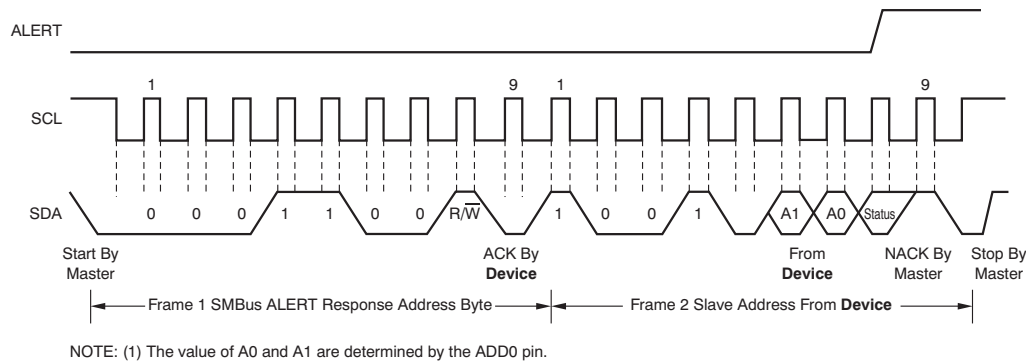 ALERT
1 9 1 9
SCL
SDA 0 0 0 1 1 0 0 R/W 1 0 0 1 A1 A0 Status
Start By Master
ACK By Device
From Device
NACK By Master
Stop By Master
Frame 1 SMBus ALERT Response Address Byte
Frame 2 Slave Address From Device
NOTE: (1) The value of A0 and A1 are determined by the ADD0 pin.